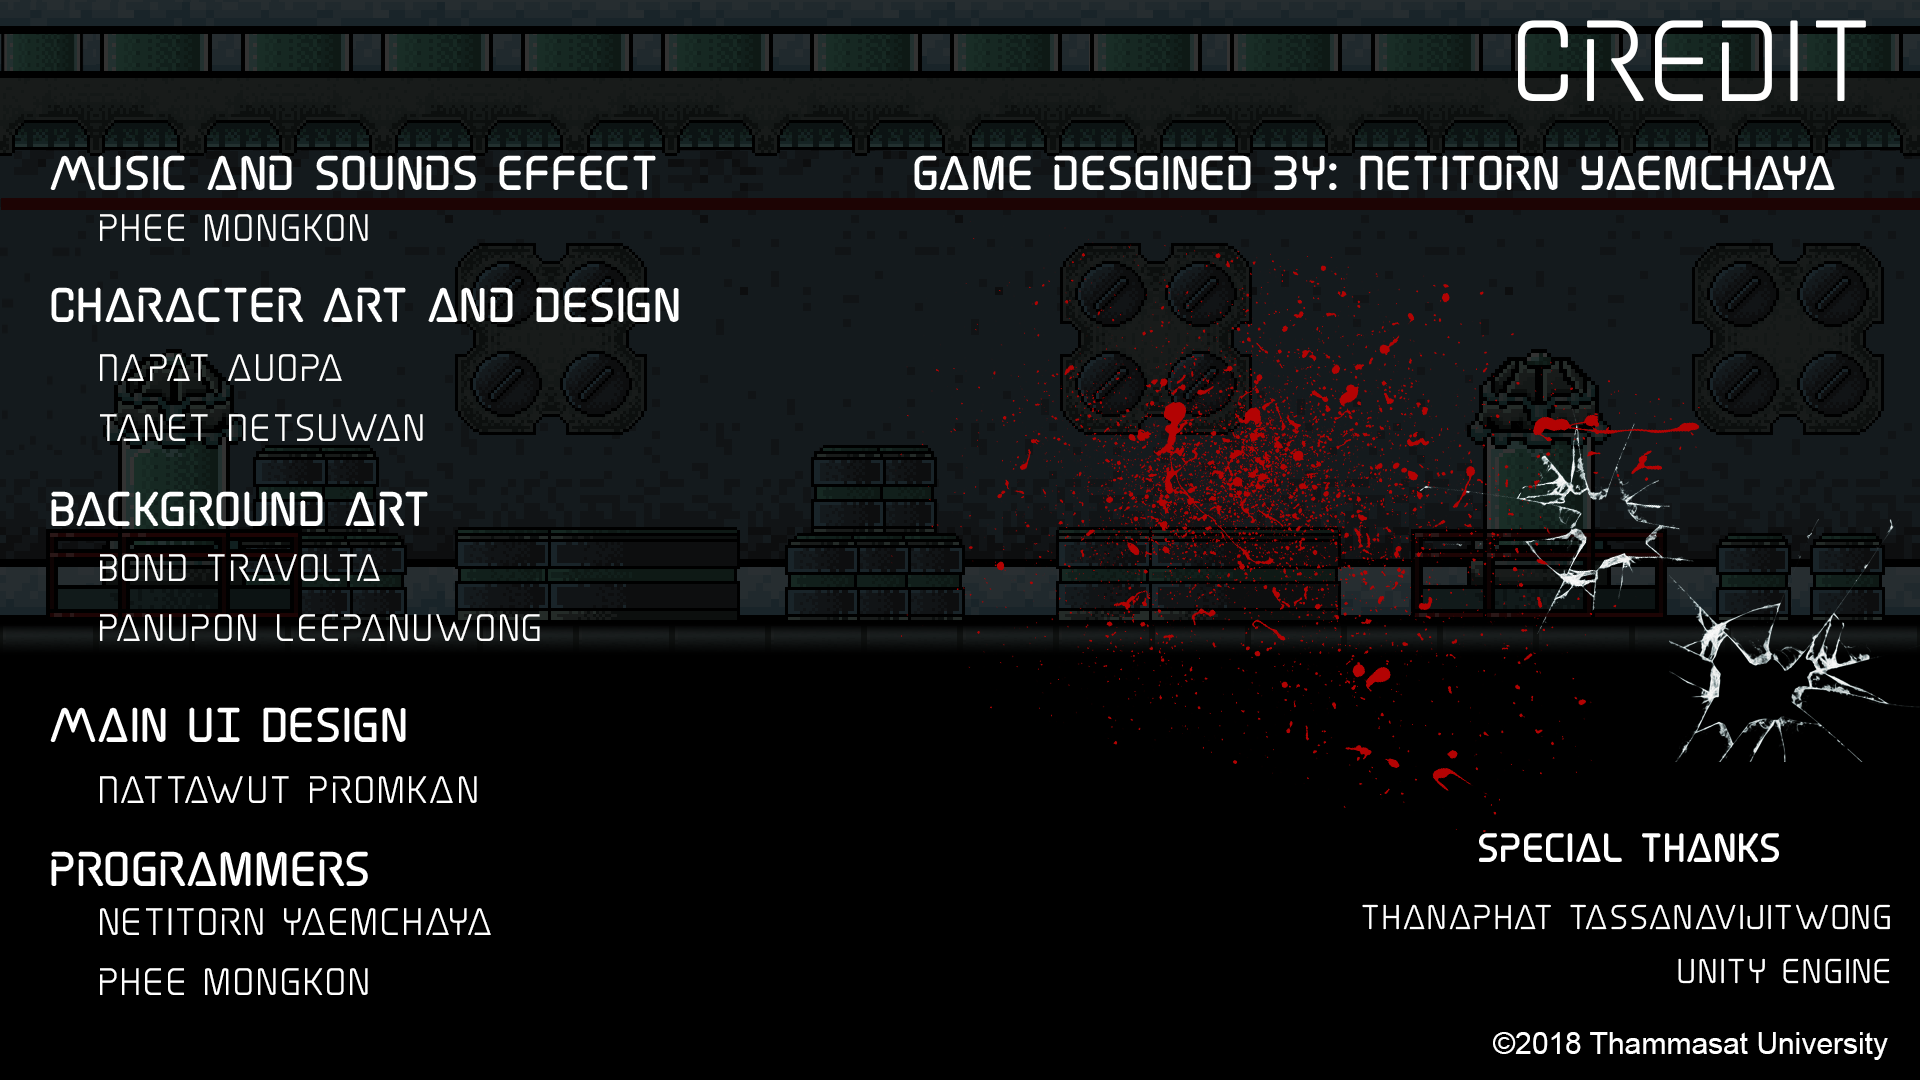 CREDIT
MUSIC AND SOUNDS EFFECT
PHEE MONGKON
CHARACTER ART AND DESIGN
NAPAT AUOPA
TANET NETSUWAN
BACKGROUND ART
BOND TRAVOLTA
PANUPON LEEPANUWONG
MAIN UI DESIGN
NATTAWUT PROMKAN
PROGRAMMERS
NETITORN YAEMCHAYA
PHEE MONGKON
GAME DESGINED BY: NETITORN YAEMCHAYA
SPECIAL THANKS
THANAPHAT TASSANAVIJITWONG
UNITY ENGINE
©2018 Thammasat University